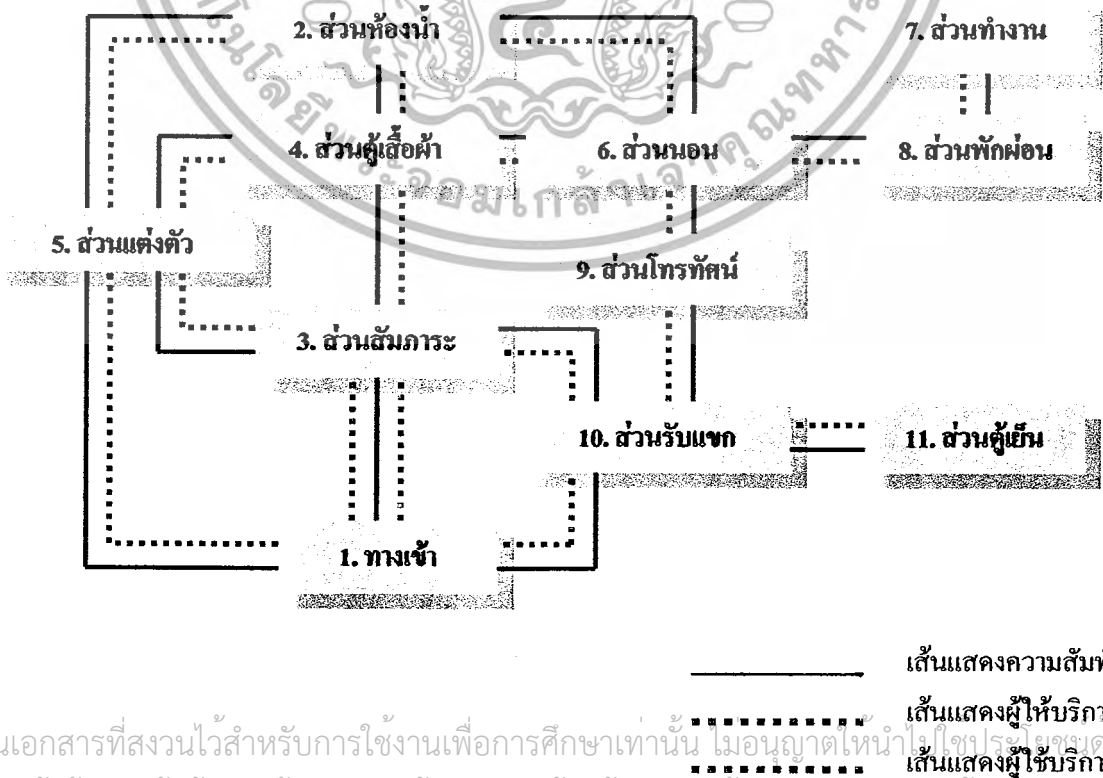 2. ส่วนห้องน้ำ
7. ส่วนทำงาน
4. ส่วนตู้เสื้อผ้า
6. ส่วนนอน
8. ส่วนพักผ่อน
5. ส่วนแต่งตัว
9. ส่วนโทรทัศน์
3. ส่วนสัมภาระ
10. ส่วนรับแขก
11. ส่วนตู้เย็น
1. ทางเข้า
เส้นแสดงความสัมพั
เส้นแสดงผู้ให้บริกา
นเอกสารที่สงวนไว้สำหรับการใช้งานเพื่อการศึกษาเท่านั้น ไม่อนุญาตให้นำไปใช้ประโยชน์ด
เส้นแสดงผู้ใช้บริกา